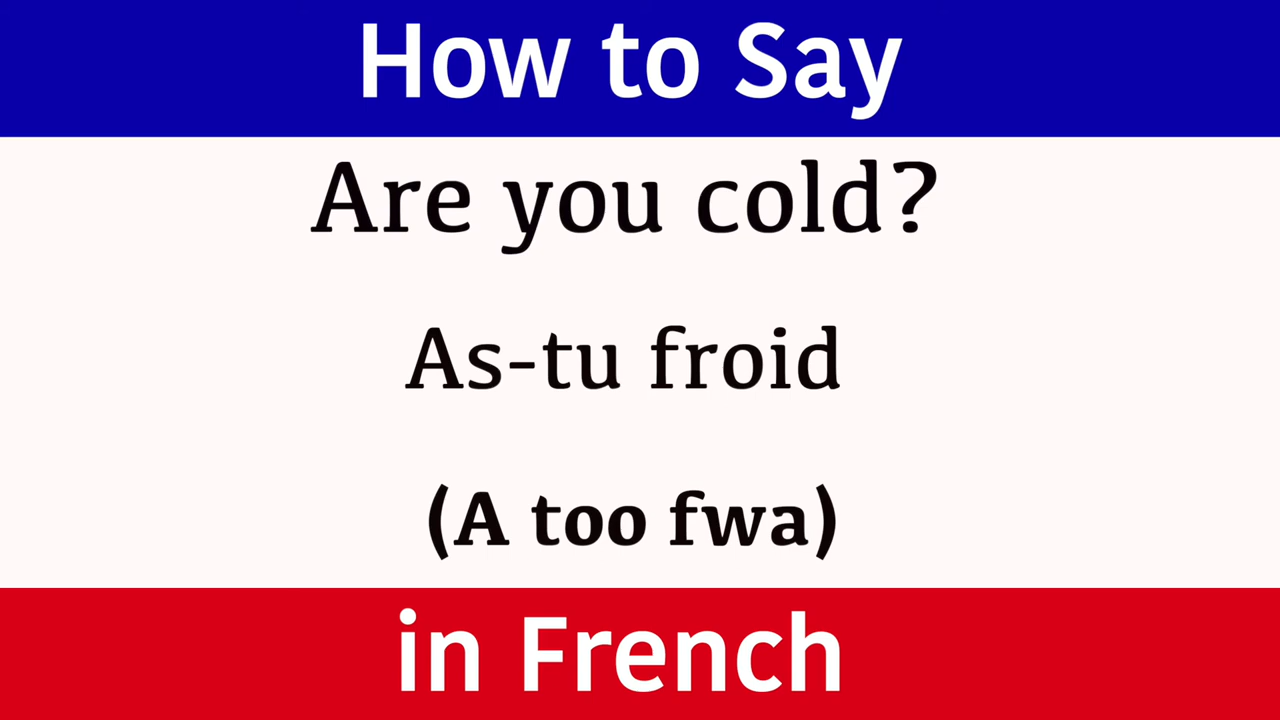 How to Say
Are you cold?
As-tu froid
(A too fwa)
in French